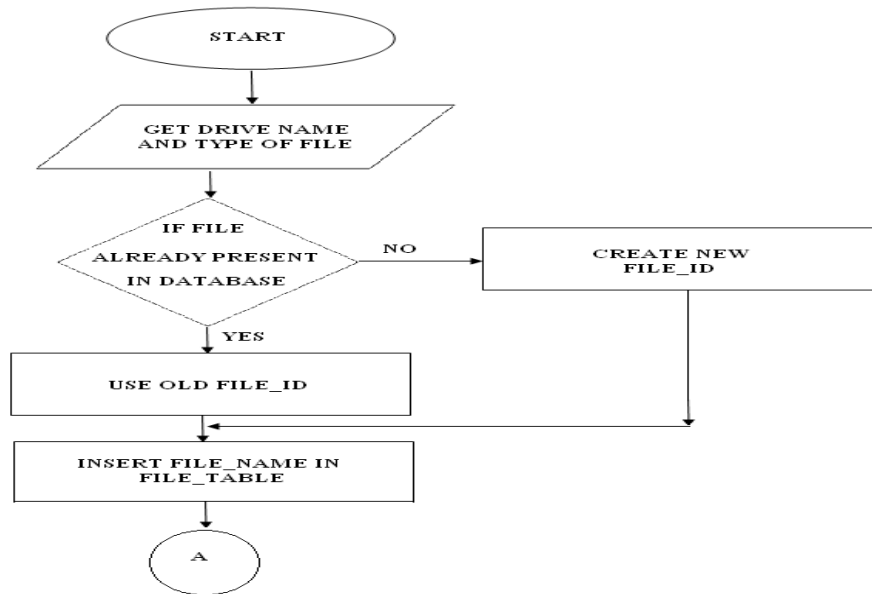 START
GET DRIVE NAME
AND TYPE OF FILE
IF FILE
ALREADY PRESENT
IN DATABASE
NO
CREATE NEW
FILE_ID
YES
USE OLD FILE_ID
INSERT FILE_NAME IN
FILE_TABLE
A